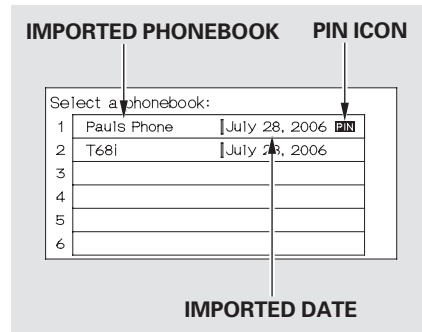 IMPORTED PHONEBOOK PIN ICON
Select a phonebook:
1 Pauls Phone July 28, 2006 PIN
2 T68i July 28, 2006
3
4
5
6
IMPORTED DATE